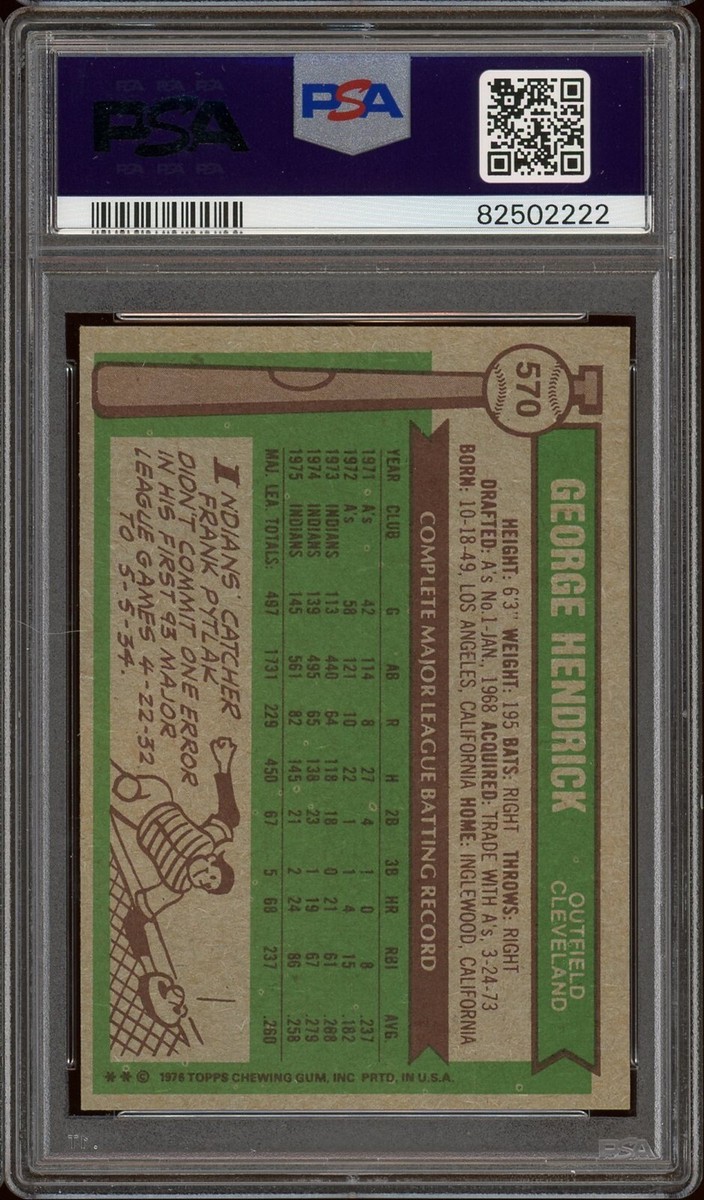 PSA
PSA
82502222
570
GEORGE HENDRICK
OUTFIELD
CLEVELAND
HEIGHT: 6'3" WEIGHT: 195 BATS: RIGHT THROWS: RIGHT
DRAFTED: A's No.1-JAN., 1968 ACQUIRED: TRADE WITH A's, 3-24-73
BORN: 10-18-49, LOS ANGELES, CALIFORNIA HOME: INGLEWOOD, CALIFORNIA
COMPLETE MAJOR LEAGUE BATTING RECORD
YEAR CLUB G AB R H 2B 3B HR RBI AVG.
1971 A's 42 114 8 27 4 1 0 8 .237
1972 A's 58 121 10 22 1 1 4 15 .182
1973 INDIANS 113 440 64 118 18 0 21 61 .268
1974 INDIANS 139 495 65 138 23 1 19 67 .279
1975 INDIANS 145 561 82 145 21 2 24 86 .258
MAJ. LEA. TOTALS: 497 1731 229 450 67 5 68 237 .260
INDIANS' CATCHER
FRANK PYTLAK
DIDN'T COMMIT ONE ERROR
IN HIS FIRST 93 MAJOR
LEAGUE GAMES 4-22-32
TO 5-5-34.
* * © 1976 TOPPS CHEWING GUM, INC PRTD. IN U.S.A.
PSA